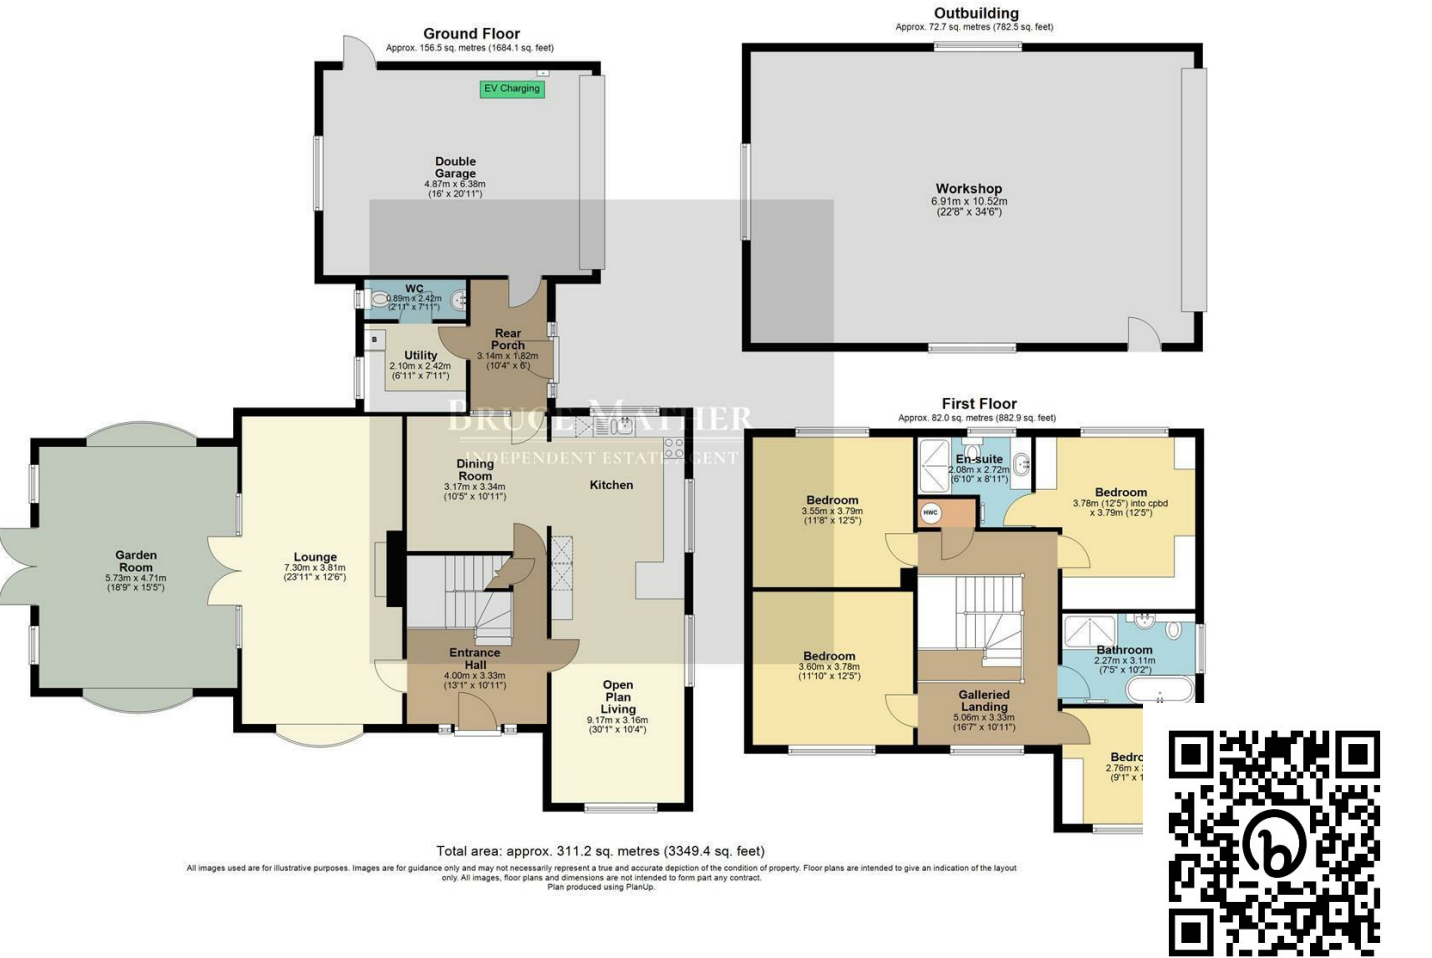 Ground Floor
Approx. 156.5 sq. metres (1684.1 sq. feet)
EV Charging
Double
Garage
4.87m x 6.38m
(16' x 20'11")
WC
0.89m x 2.42m
(2'11" x 7'11")
B
Utility
2.10m x 2.42m
(6'11" x 7'11")
Rear
Porch
3.14m x 1.82m
(10'4" x 6')
BRUCE MATHER
INDEPENDENT ESTATE AGENT
Dining
Room
3.17m x 3.34m
(10'5" x 10'11")
Kitchen
Garden
Room
5.73m x 4.71m
(18'9" x 15'5")
Lounge
7.30m x 3.81m
(23'11" x 12'6")
Entrance
Hall
4.00m x 3.33m
(13'1" x 10'11")
Open
Plan
Living
9.17m x 3.16m
(30'1" x 10'4")
Outbuilding
Approx. 72.7 sq. metres (782.5 sq. feet)
Workshop
6.91m x 10.52m
(22'8" x 34'6")
First Floor
Approx. 82.0 sq. metres (882.9 sq. feet)
Bedroom
3.55m x 3.79m
(11'8" x 12'5")
En-suite
2.08m x 2.72m
(6'10" x 8'11")
HWC
Bedroom
3.78m (12'5") into cpbd
x 3.79m (12'5")
Bedroom
3.60m x 3.78m
(11'10" x 12'5")
Bathroom
2.27m x 3.11m
(7'5" x 10'2")
Galleried
Landing
5.06m x 3.33m
(16'7" x 10'11")
2.76m x
(9'1" x
Total area: approx. 311.2 sq. metres (3349.4 sq. feet)
All images used are for illustrative purposes. Images are for guidance only and may not necessarily represent a true and accurate depiction of the condition of property. Floor plans are intended to give an indication of the layout
only. All images, floor plans and dimensions are not intended to form part any contract.
Plan produced using PlanUp.